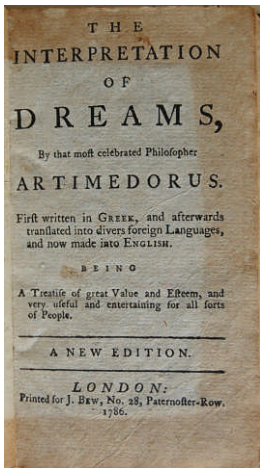 THE
INTERPRETATION
OF
DREAMS,
By that moſt celebrated Philoſopher
ARTIMEDORUS.
Firſt written in GREEK, and afterwards
tranſlated into divers foreign Languages,
and now made into ENGLISH.
BEING
A Treatiſe of great Value and Eſteem, and
very uſeful and entertaining for all ſorts
of People.
A NEW EDITION.
LONDON:
Printed for J. BEW, No. 28, Paternoſter-Row.
1786.